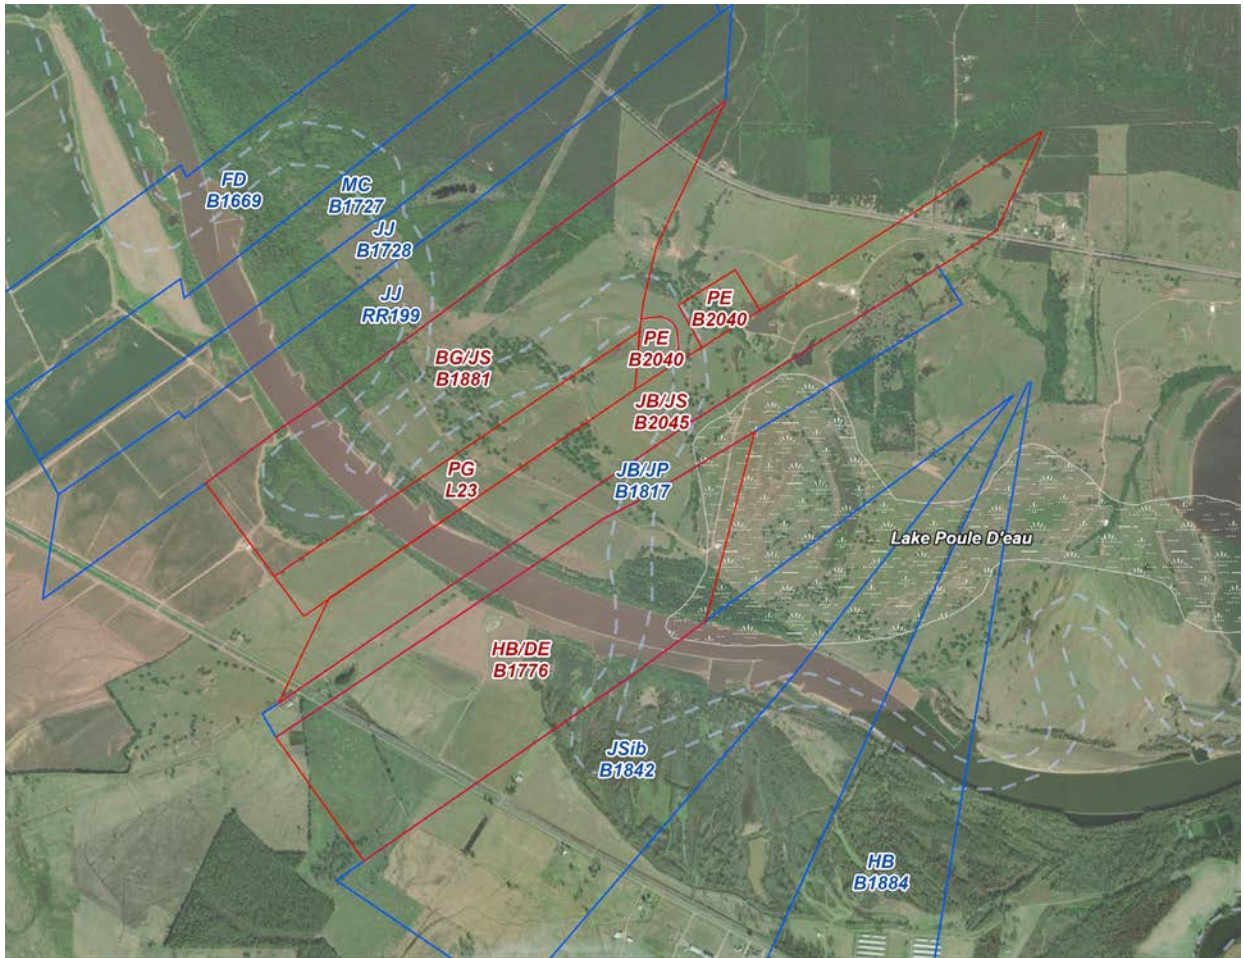 FD
B1669
MC
B1727
JJ
B1728
JJ
RR199
PE
B2040
PE
B2040
BG/JS
B1881
JB/JS
B2045
PG
L23
JB/JP
B1817
Lake Poule D'eau
HB/DE
B1776
JSib
B1842
HB
B1884